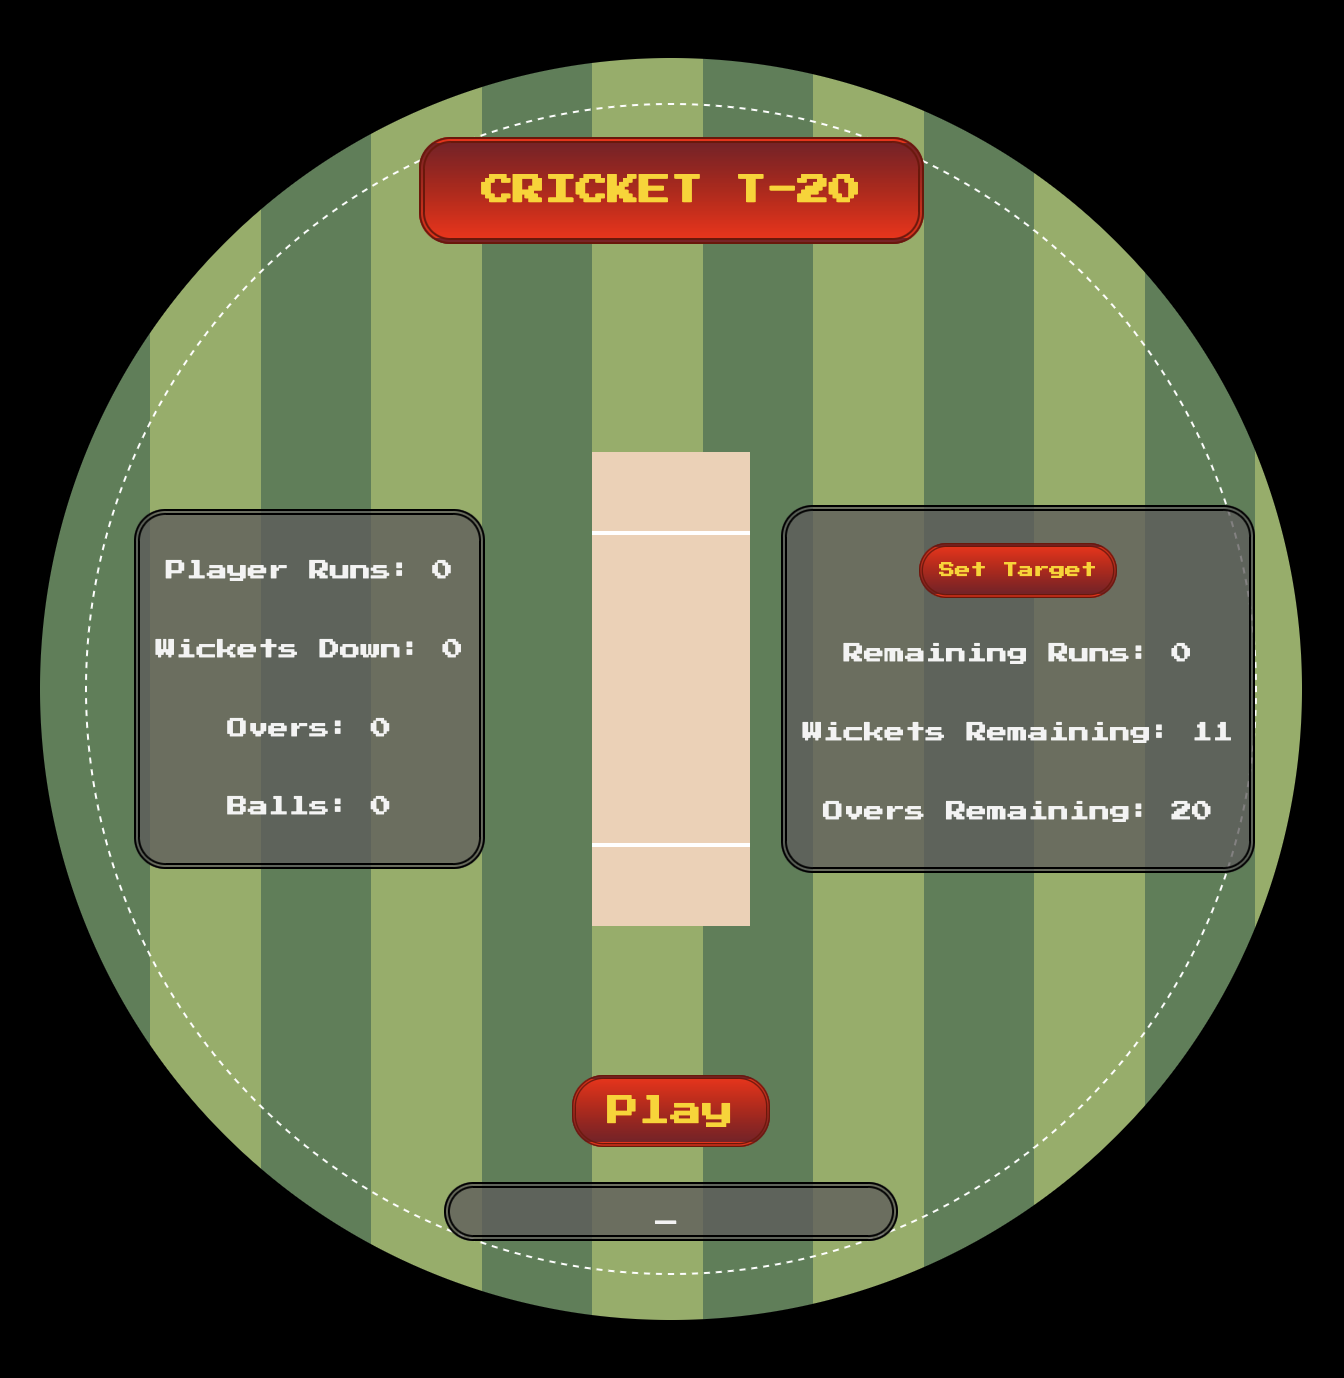 CRICKET T-20
Player Runs: 0
Wickets Down: 0
Overs: 0
Balls: 0
Set Target
Remaining Runs: 0
Wickets Remaining: 11
Overs Remaining: 20
Play
_